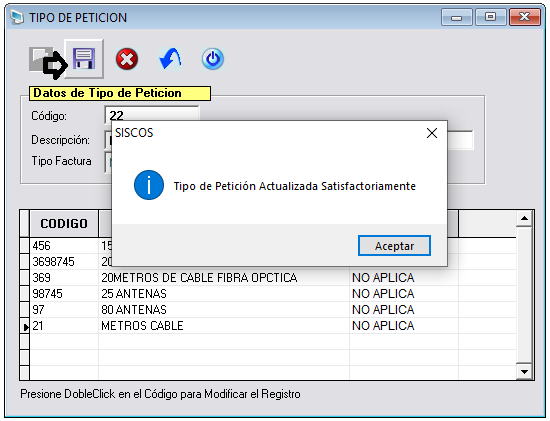 TIPO DE PETICION
Datos de Tipo de Peticion
Código: 22
SISCOS
Descripción:
Tipo Factura
Tipo de Petición Actualizada Satisfactoriamente
Aceptar
CODIGO
456 15
3698745 20
369 20METROS DE CABLE FIBRA OPCTICA NO APLICA
98745 25 ANTENAS NO APLICA
97 80 ANTENAS NO APLICA
21 METROS CABLE NO APLICA
Presione DobleClick en el Código para Modificar el Registro